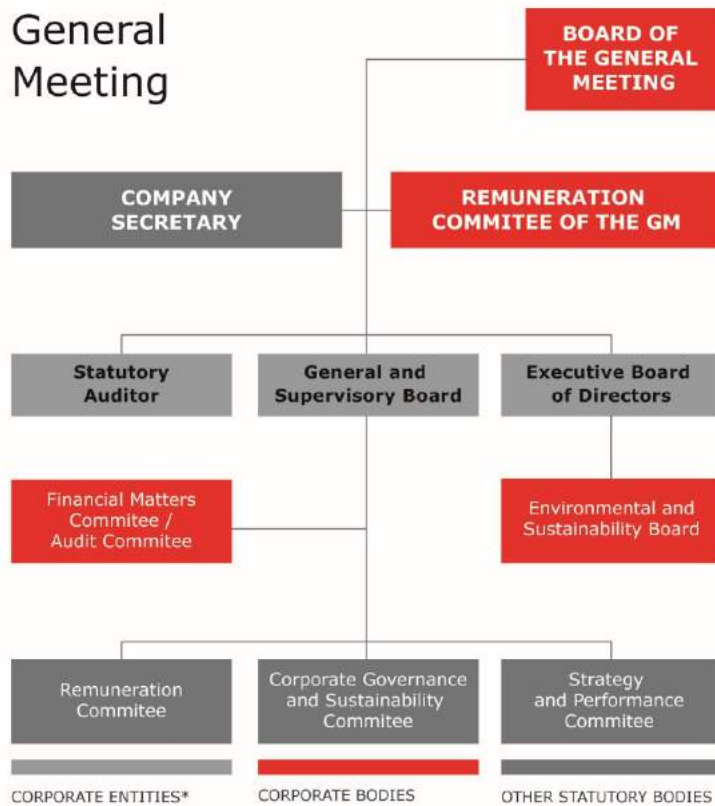 General
Meeting
BOARD OF
THE GENERAL
MEETING
COMPANY
SECRETARY
REMUNERATION
COMMITEE OF THE GM
Statutory
Auditor
General and
Supervisory Board
Executive Board
of Directors
Financial Matters
Commitee /
Audit Commitee
Environmental and
Sustainability Board
Remuneration
Commitee
Corporate Governance
and Sustainability
Commitee
Strategy
and Performance
Commitee
CORPORATE ENTITIES*
CORPORATE BODIES
OTHER STATUTORY BODIES